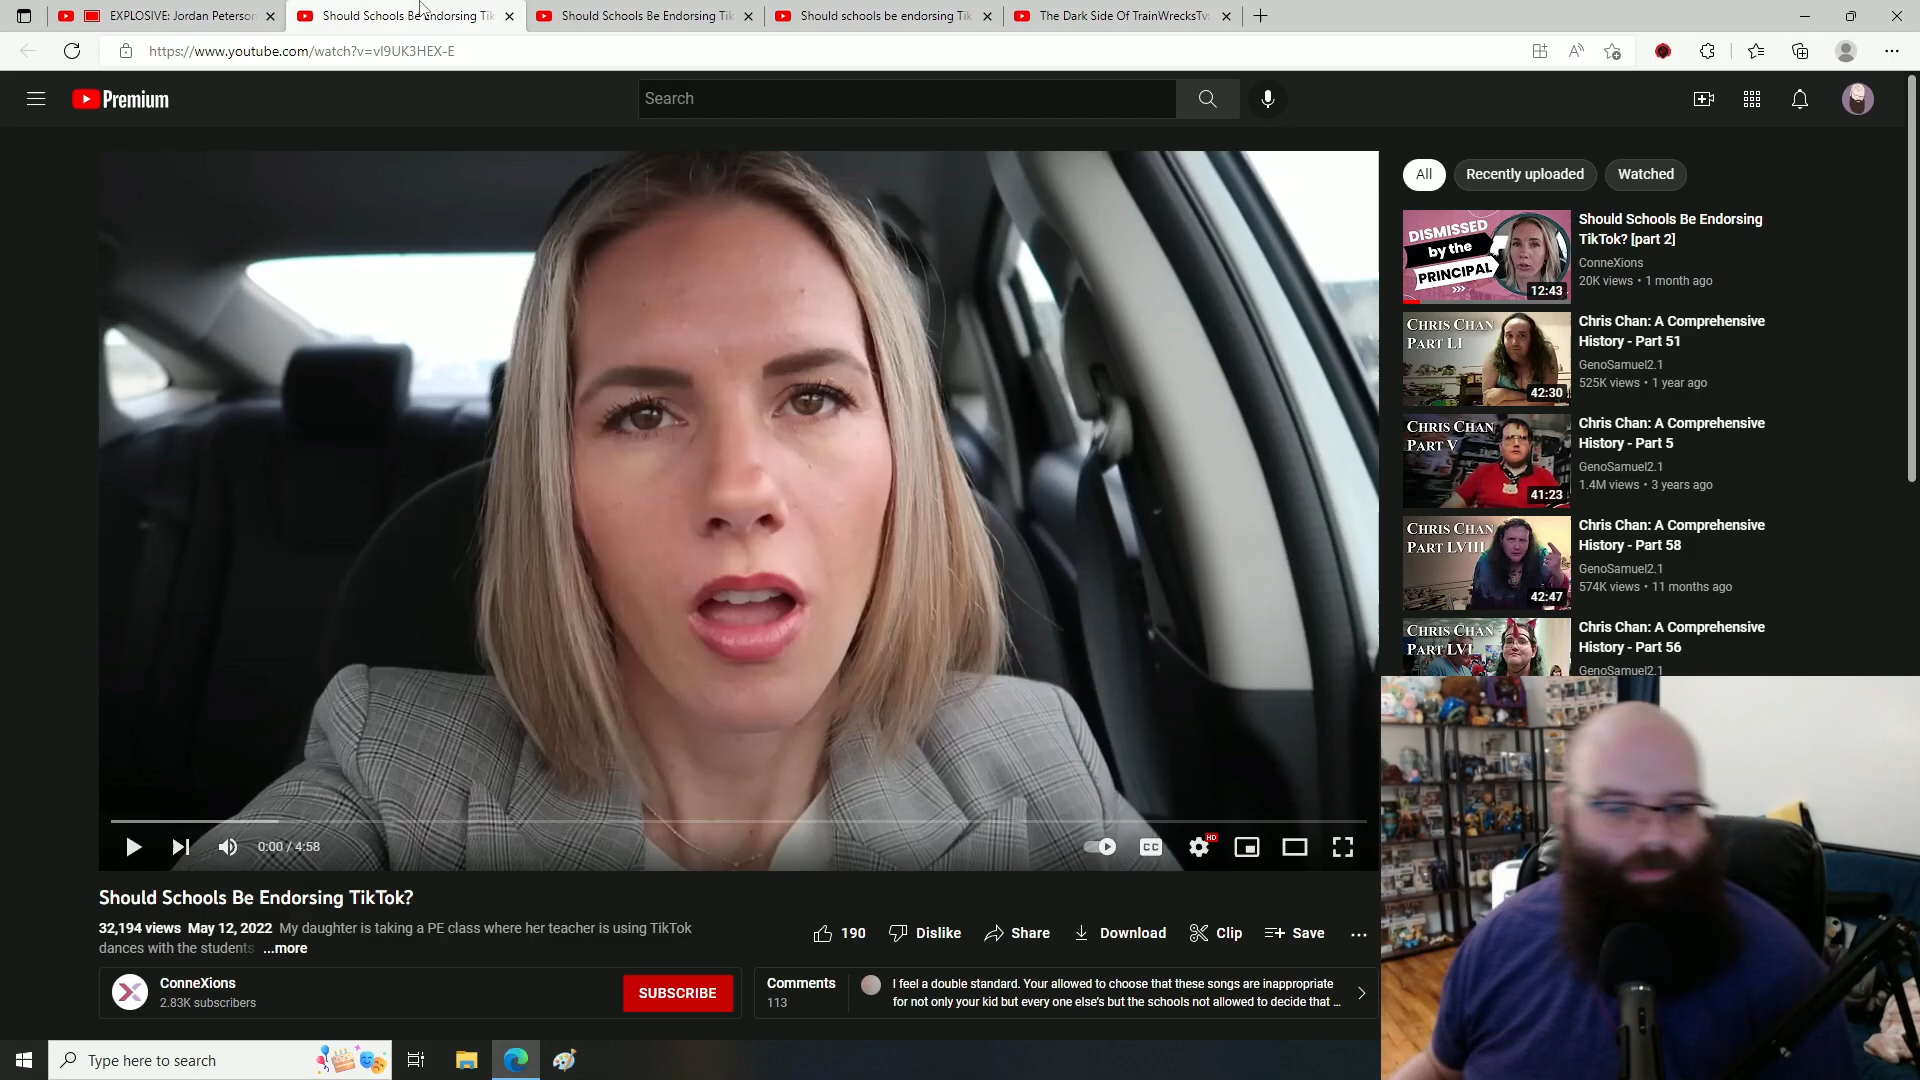 EXPLOSIVE: Jordan Peterson
Should Schools Be Endorsing Tik
Should Schools Be Endorsing Tik
Should schools be endorsing Tik
The Dark Side Of TrainWrecksTv:
https://www.youtube.com/watch?v=vI9UK3HEX-E
Premium
Search
All
Recently uploaded
Watched
DISMISSED
by the
PRINCIPAL
>>>
12:43
Should Schools Be Endorsing
TikTok? [part 2]
ConneXions
20K views • 1 month ago
CHRIS CHAN
PART LI
42:30
Chris Chan: A Comprehensive
History - Part 51
GenoSamuel2.1
525K views • 1 year ago
CHRIS CHAN
PART V
41:23
Chris Chan: A Comprehensive
History - Part 5
GenoSamuel2.1
1.4M views • 3 years ago
CHRIS CHAN
PART LVIII
42:47
Chris Chan: A Comprehensive
History - Part 58
GenoSamuel2.1
574K views • 11 months ago
CHRIS CHAN
PART LVI
Chris Chan: A Comprehensive
History - Part 56
GenoSamuel2.1
0:00 / 4:58
CC
HD
Should Schools Be Endorsing TikTok?
32,194 views May 12, 2022 My daughter is taking a PE class where her teacher is using TikTok
dances with the students ...more
190
Dislike
Share
Download
Clip
Save
ConneXions
2.83K subscribers
SUBSCRIBE
Comments
113
I feel a double standard. Your allowed to choose that these songs are inappropriate
for not only your kid but every one else's but the schools not allowed to decide that ...
Type here to search